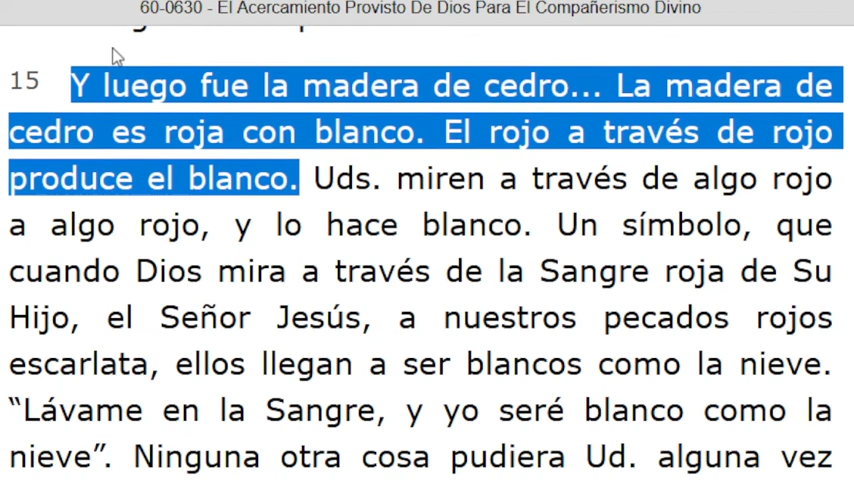 60-0630 - El Acercamiento Provisto De Dios Para El Compañerismo Divino
15 Y luego fue la madera de cedro... La madera de
cedro es roja con blanco. El rojo a través de rojo
produce el blanco. Uds. miren a través de algo rojo
a algo rojo, y lo hace blanco. Un símbolo, que
cuando Dios mira a través de la Sangre roja de Su
Hijo, el Señor Jesús, a nuestros pecados rojos
escarlata, ellos llegan a ser blancos como la nieve.
“Lávame en la Sangre, y yo seré blanco como la
nieve”. Ninguna otra cosa pudiera Ud. alguna vez